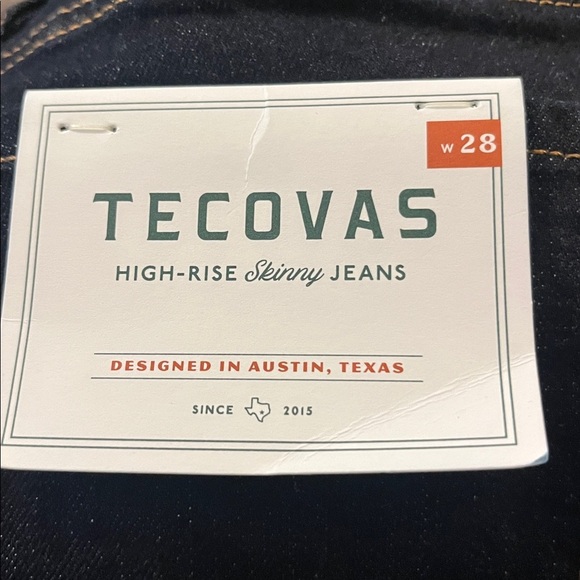 W 28
TECOVAS
HIGH-RISE Skinny JEANS
DESIGNED IN AUSTIN, TEXAS
SINCE 2015